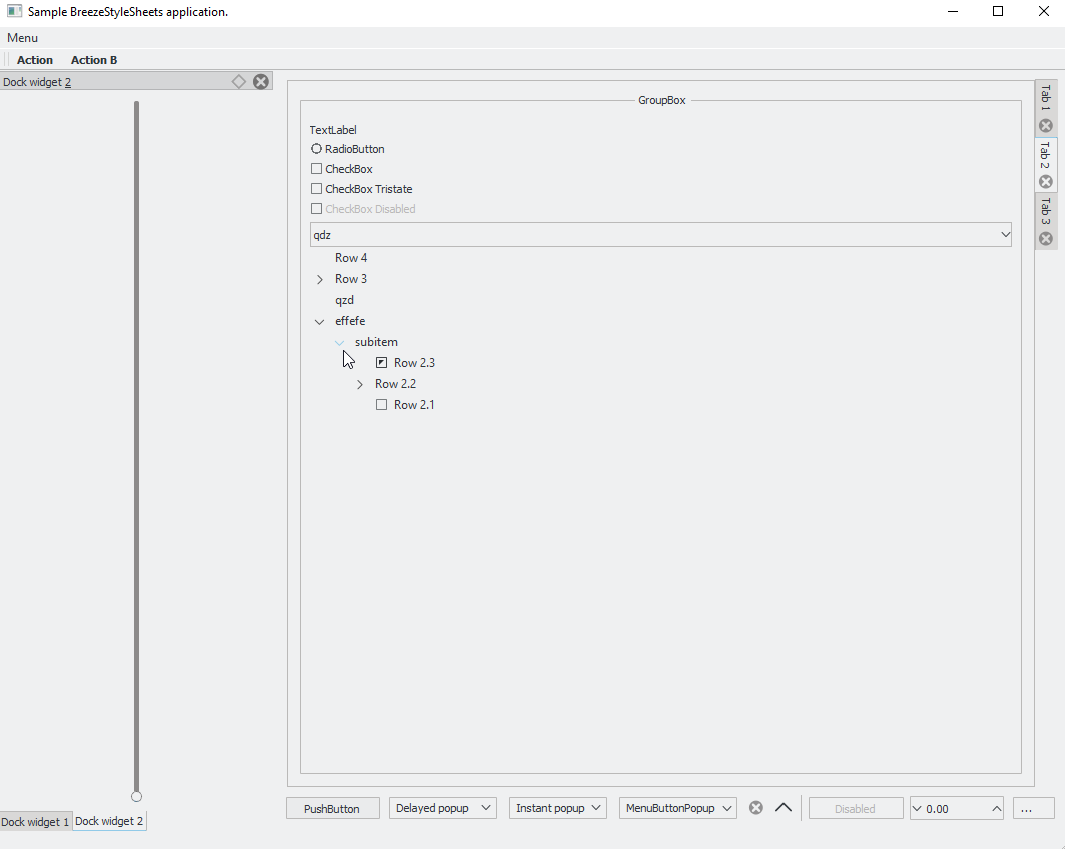 Sample BreezeStyleSheets application.
Menu
Action Action B
Dock widget 2
GroupBox
TextLabel
RadioButton
CheckBox
CheckBox Tristate
CheckBox Disabled
qdz
Row 4
Row 3
qzd
effefe
subitem
Row 2.3
Row 2.2
Row 2.1
Tab 1
Tab 2
Tab 3
Dock widget 1 Dock widget 2
PushButton Delayed popup Instant popup MenuButtonPopup Disabled 0.00 ...